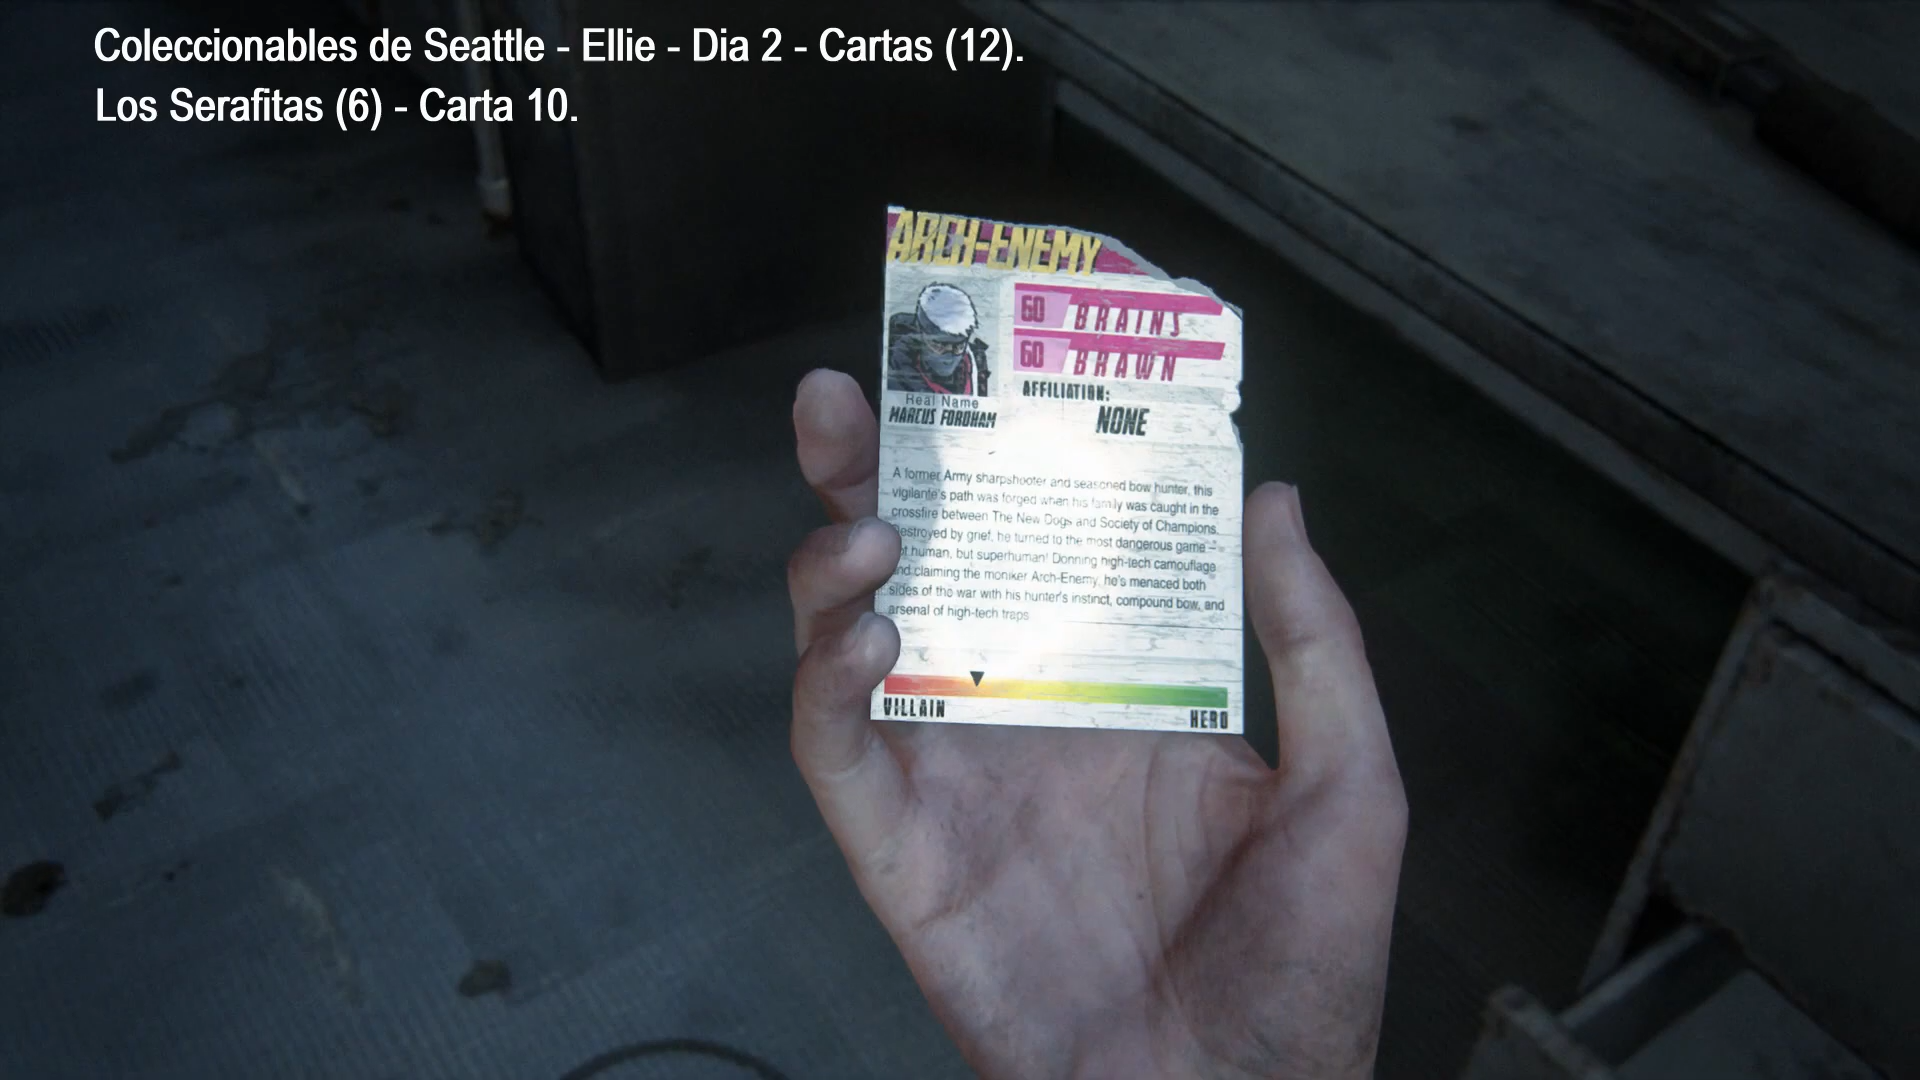 Coleccionables de Seattle - Ellie - Dia 2 - Cartas (12).
Los Serafitas (6) - Carta 10.
ARCH-ENEMY
60 BRAINS
60 BRAWN
AFFILIATION:
NONE
Real Name
MARCUS FORDHAM
A former Army sharpshooter and seasoned bow hunter, this
vigilante's path was forged when his family was caught in the
crossfire between The New Dogs and Society of Champions.
Destroyed by grief, he turned to the most dangerous game –
human, but superhuman! Donning high-tech camouflage
and claiming the moniker Arch-Enemy, he's menaced both
sides of the war with his hunter's instinct, compound bow, and
arsenal of high-tech traps
VILLAIN
HERO